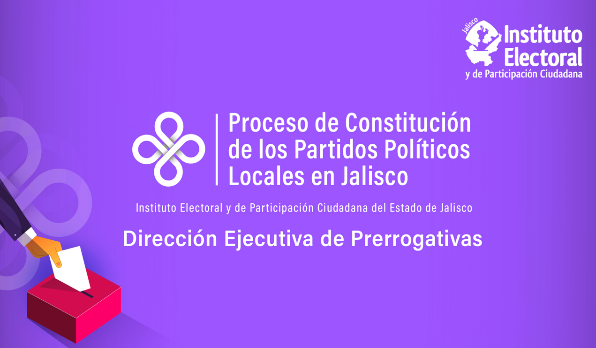 Jalisco
Instituto
Electoral
y de Participación Ciudadana
Proceso de Constitución
de los Partidos Políticos
Locales en Jalisco
Instituto Electoral y de Participación Ciudadana del Estado de Jalisco
Dirección Ejecutiva de Prerrogativas